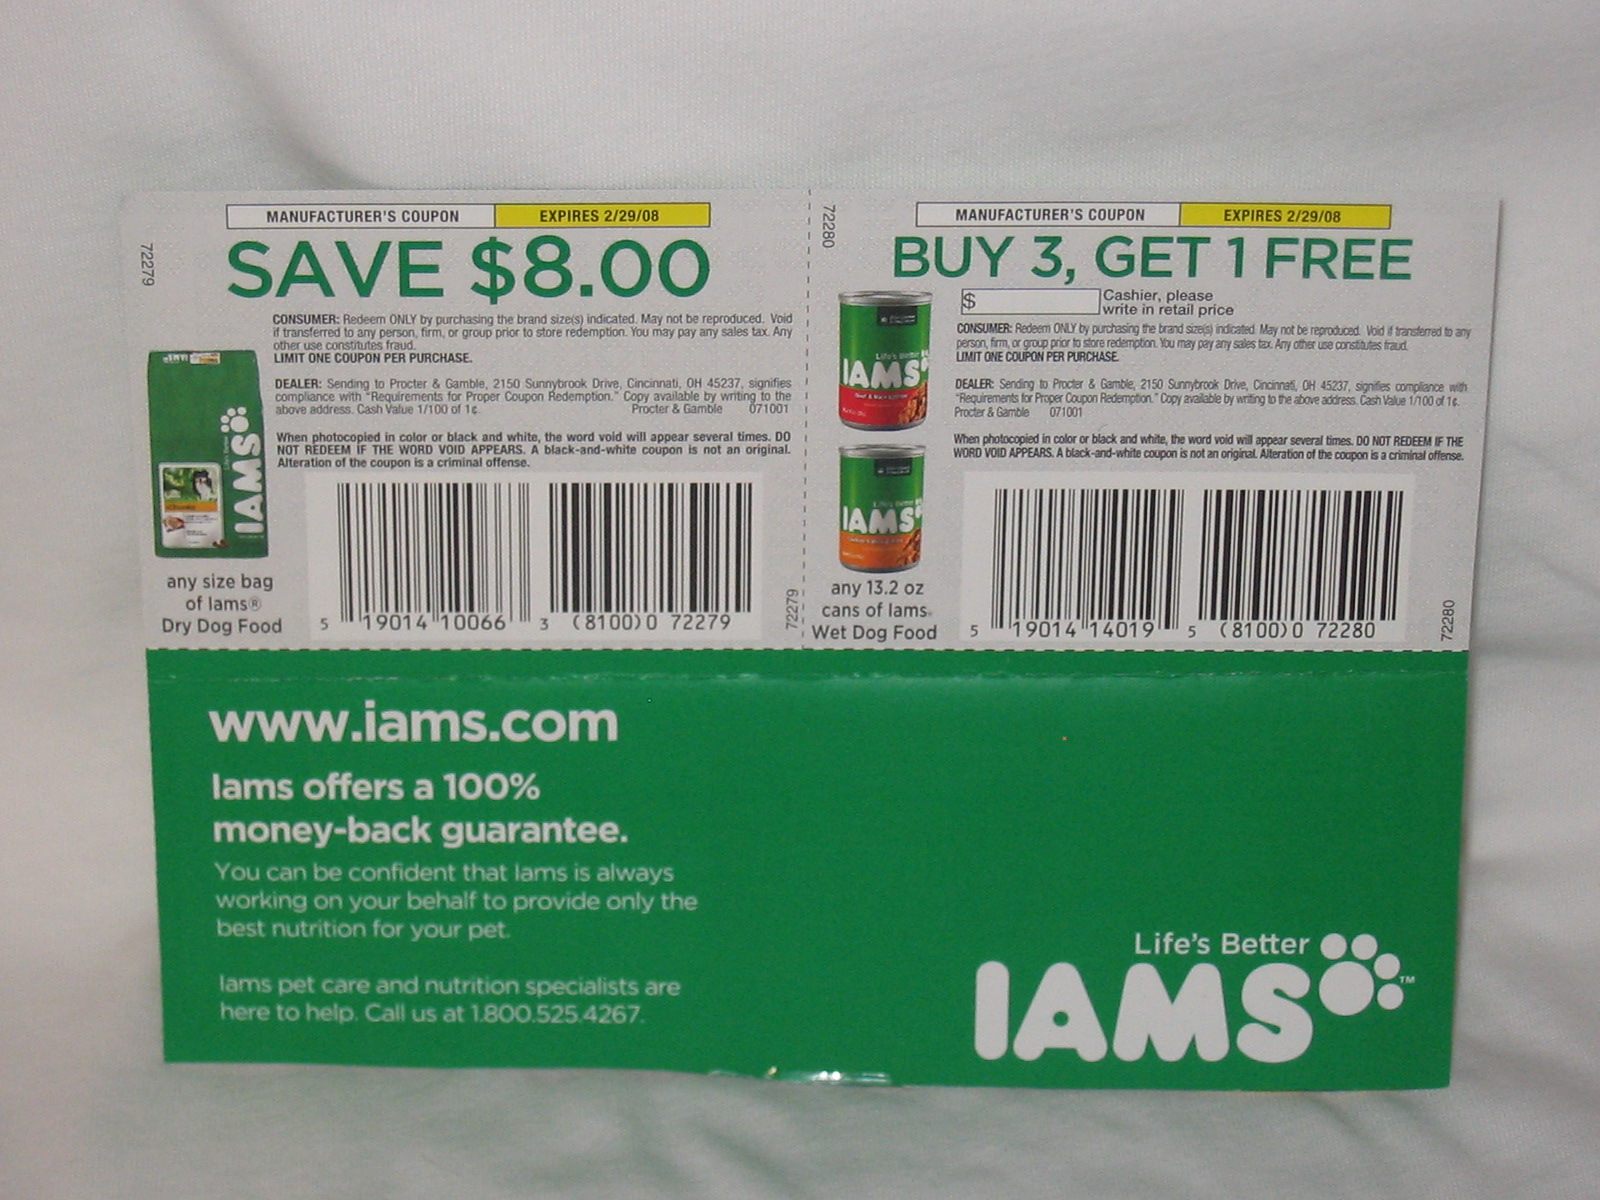 72279
MANUFACTURER'S COUPON EXPIRES 2/29/08
SAVE $8.00
CONSUMER: Redeem ONLY by purchasing the brand size(s) indicated. May not be reproduced. Void
if transferred to any person, firm, or group prior to store redemption. You may pay any sales tax. Any
other use constitutes fraud.
LIMIT ONE COUPON PER PURCHASE.
DEALER: Sending to Procter & Gamble, 2150 Sunnybrook Drive, Cincinnati, OH 45237, signifies
compliance with "Requirements for Proper Coupon Redemption." Copy available by writing to the
above address. Cash Value 1/100 of 1¢. Procter & Gamble 071001
When photocopied in color or black and white, the word void will appear several times. DO
NOT REDEEM IF THE WORD VOID APPEARS. A black-and-white coupon is not an original.
Alteration of the coupon is a criminal offense.
IAMS
any size bag
of Iams®
Dry Dog Food
5 19014 10066 3 (8100)0 72279
72279
72280
MANUFACTURER'S COUPON EXPIRES 2/29/08
BUY 3, GET 1 FREE
$ Cashier, please
write in retail price
CONSUMER: Redeem ONLY by purchasing the brand size(s) indicated. May not be reproduced. Void if transferred to any
person, firm, or group prior to store redemption. You may pay any sales tax. Any other use constitutes fraud.
LIMIT ONE COUPON PER PURCHASE.
DEALER: Sending to Procter & Gamble, 2150 Sunnybrook Drive, Cincinnati, OH 45237, signifies compliance with
"Requirements for Proper Coupon Redemption." Copy available by writing to the above address. Cash Value 1/100 of 1¢.
Procter & Gamble 071001
When photocopied in color or black and white, the word void will appear several times. DO NOT REDEEM IF THE
WORD VOID APPEARS. A black-and-white coupon is not an original. Alteration of the coupon is a criminal offense.
Life's Better
IAMS
Life's Better
IAMS
any 13.2 oz
cans of Iams®
Wet Dog Food
5 19014 14019 5 (8100)0 72280
72280
www.iams.com
Iams offers a 100%
money-back guarantee.
You can be confident that Iams is always
working on your behalf to provide only the
best nutrition for your pet.
Iams pet care and nutrition specialists are
here to help. Call us at 1.800.525.4267.
Life's Better
IAMS™